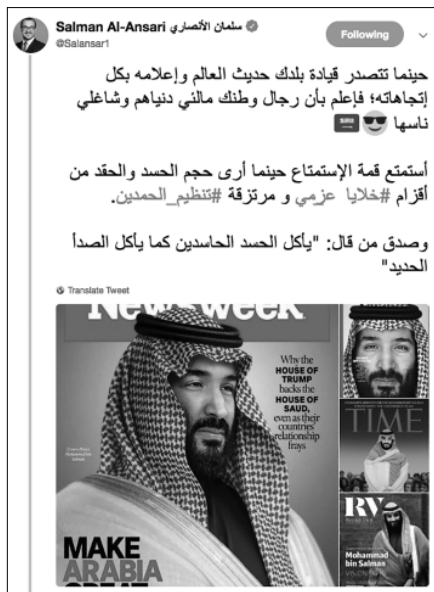 Salman Al-Ansari سلمان الأنصاري
@Salansar1
Following
حينما تتصدر قيادة بلدك حديث العالم وإعلامه بكل
إتجاهاته؛ فإعلم بأن رجال وطنك مالئي دنياهم وشاغلي
ناسها
أستمتع قمة الإستمتاع حينما أرى حجم الحسد والحقد من
أقزام #خلايا_عزمي و مرتزقة #تنظيم_الحمدين.
وصدق من قال: "يأكل الحسد الحاسدين كما يأكل الصدأ
الحديد"
Translate Tweet
Newsweek
Why the
HOUSE OF
TRUMP
backs the
HOUSE OF
SAUD,
even as their
countries'
relationship
frays
MAKE
ARABIA
GREAT
TIME
RV
Mohammad
bin Salman